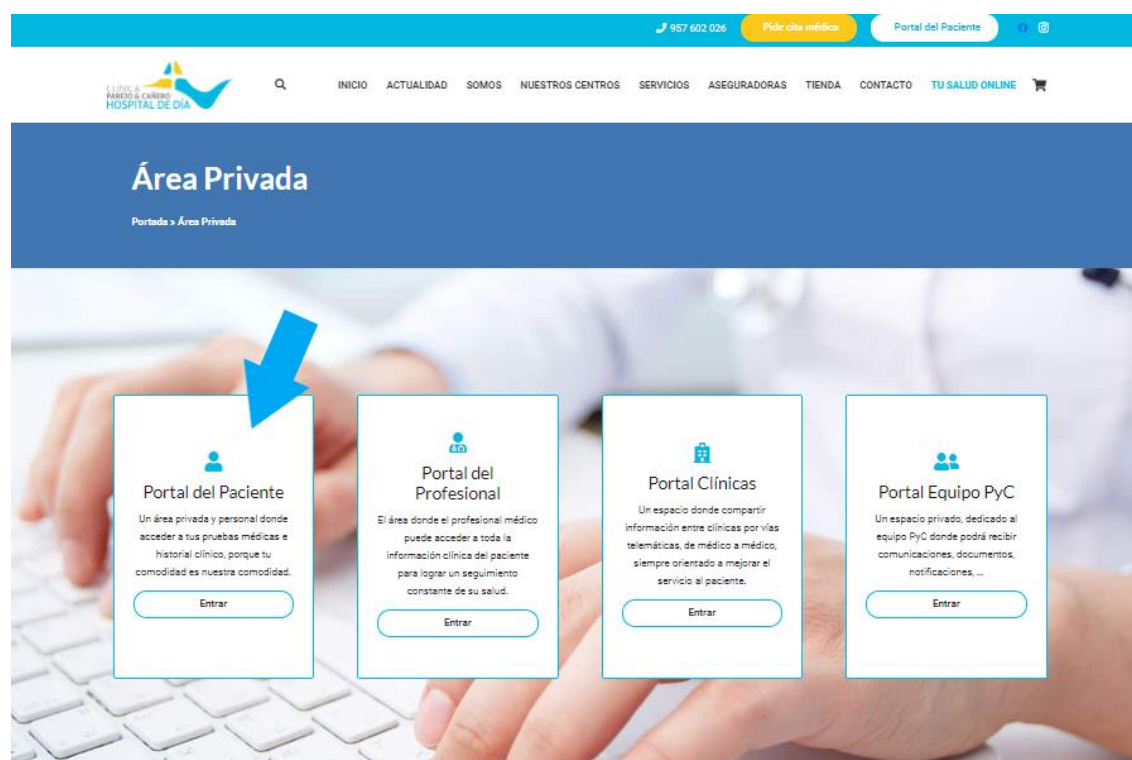 957 602 026
Pide cita médica
Portal del Paciente
CLÍNICA
PAREJO & CAÑERO
HOSPITAL DE DÍA
INICIO ACTUALIDAD SOMOS NUESTROS CENTROS SERVICIOS ASEGURADORAS TIENDA CONTACTO TU SALUD ONLINE
Área Privada
Portada » Área Privada
Portal del Paciente
Un área privada y personal donde
acceder a tus pruebas médicas e
historial clínico, porque tu
comodidad es nuestra comodidad.
Entrar
Portal del
Profesional
El área donde el profesional médico
puede acceder a toda la
información clínica del paciente
para lograr un seguimiento
constante de su salud.
Entrar
Portal Clínicas
Un espacio donde compartir
información entre clínicas por vías
telemáticas, de médico a médico,
siempre orientado a mejorar el
servicio al paciente.
Entrar
Portal Equipo PyC
Un espacio privado, dedicado al
equipo PyC donde podrá recibir
comunicaciones, documentos,
notificaciones, ...
Entrar